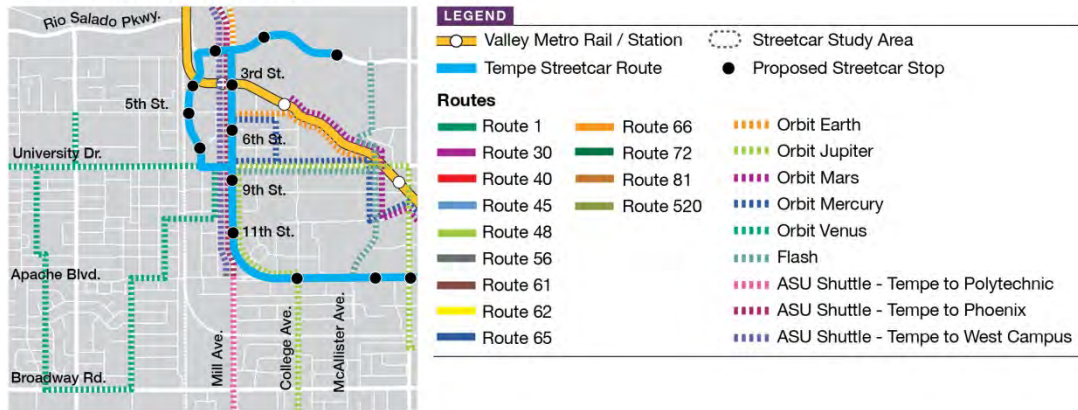 Rio Salado Pkwy.
3rd St.
5th St.
6th St.
University Dr.
9th St.
11th St.
Apache Blvd.
Mill Ave.
College Ave.
McAllister Ave.
Broadway Rd.
LEGEND
Valley Metro Rail / Station
Streetcar Study Area
Tempe Streetcar Route
Proposed Streetcar Stop
Routes
Route 1
Route 30
Route 40
Route 45
Route 48
Route 56
Route 61
Route 62
Route 65
Route 66
Route 72
Route 81
Route 520
Orbit Earth
Orbit Jupiter
Orbit Mars
Orbit Mercury
Orbit Venus
Flash
ASU Shuttle - Tempe to Polytechnic
ASU Shuttle - Tempe to Phoenix
ASU Shuttle - Tempe to West Campus